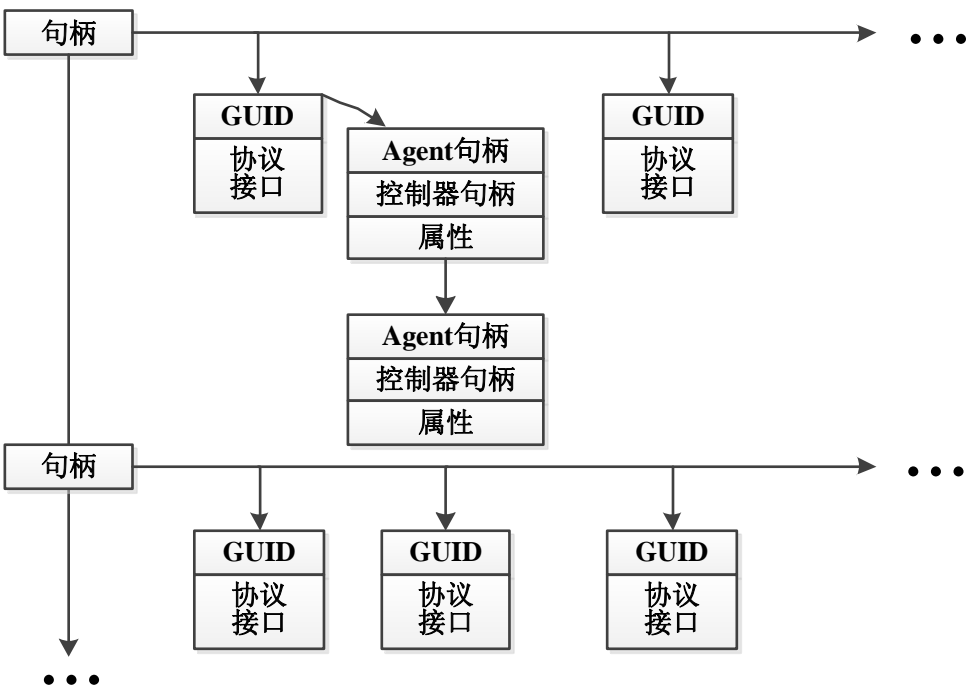 句柄
...
GUID
协议
接口
Agent句柄
控制器句柄
属性
GUID
协议
接口
Agent句柄
控制器句柄
属性
句柄
...
GUID
协议
接口
GUID
协议
接口
GUID
协议
接口
...